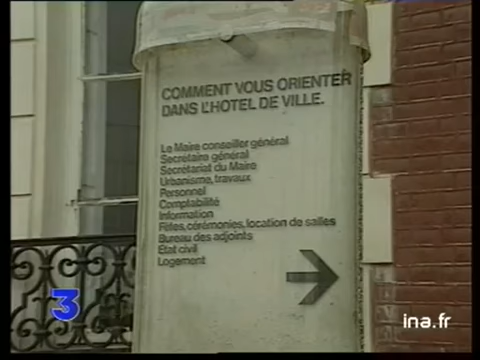 COMMENT VOUS ORIENTER
DANS L'HOTEL DE VILLE.
Le Maire conseiller général
Secrétaire général
Secrétariat du Maire
Urbanisme, travaux
Personnel
Comptabilité
Information
Fêtes, cérémonies, location de salles
Bureau des adjoints
État civil
Logement
3
ina.fr